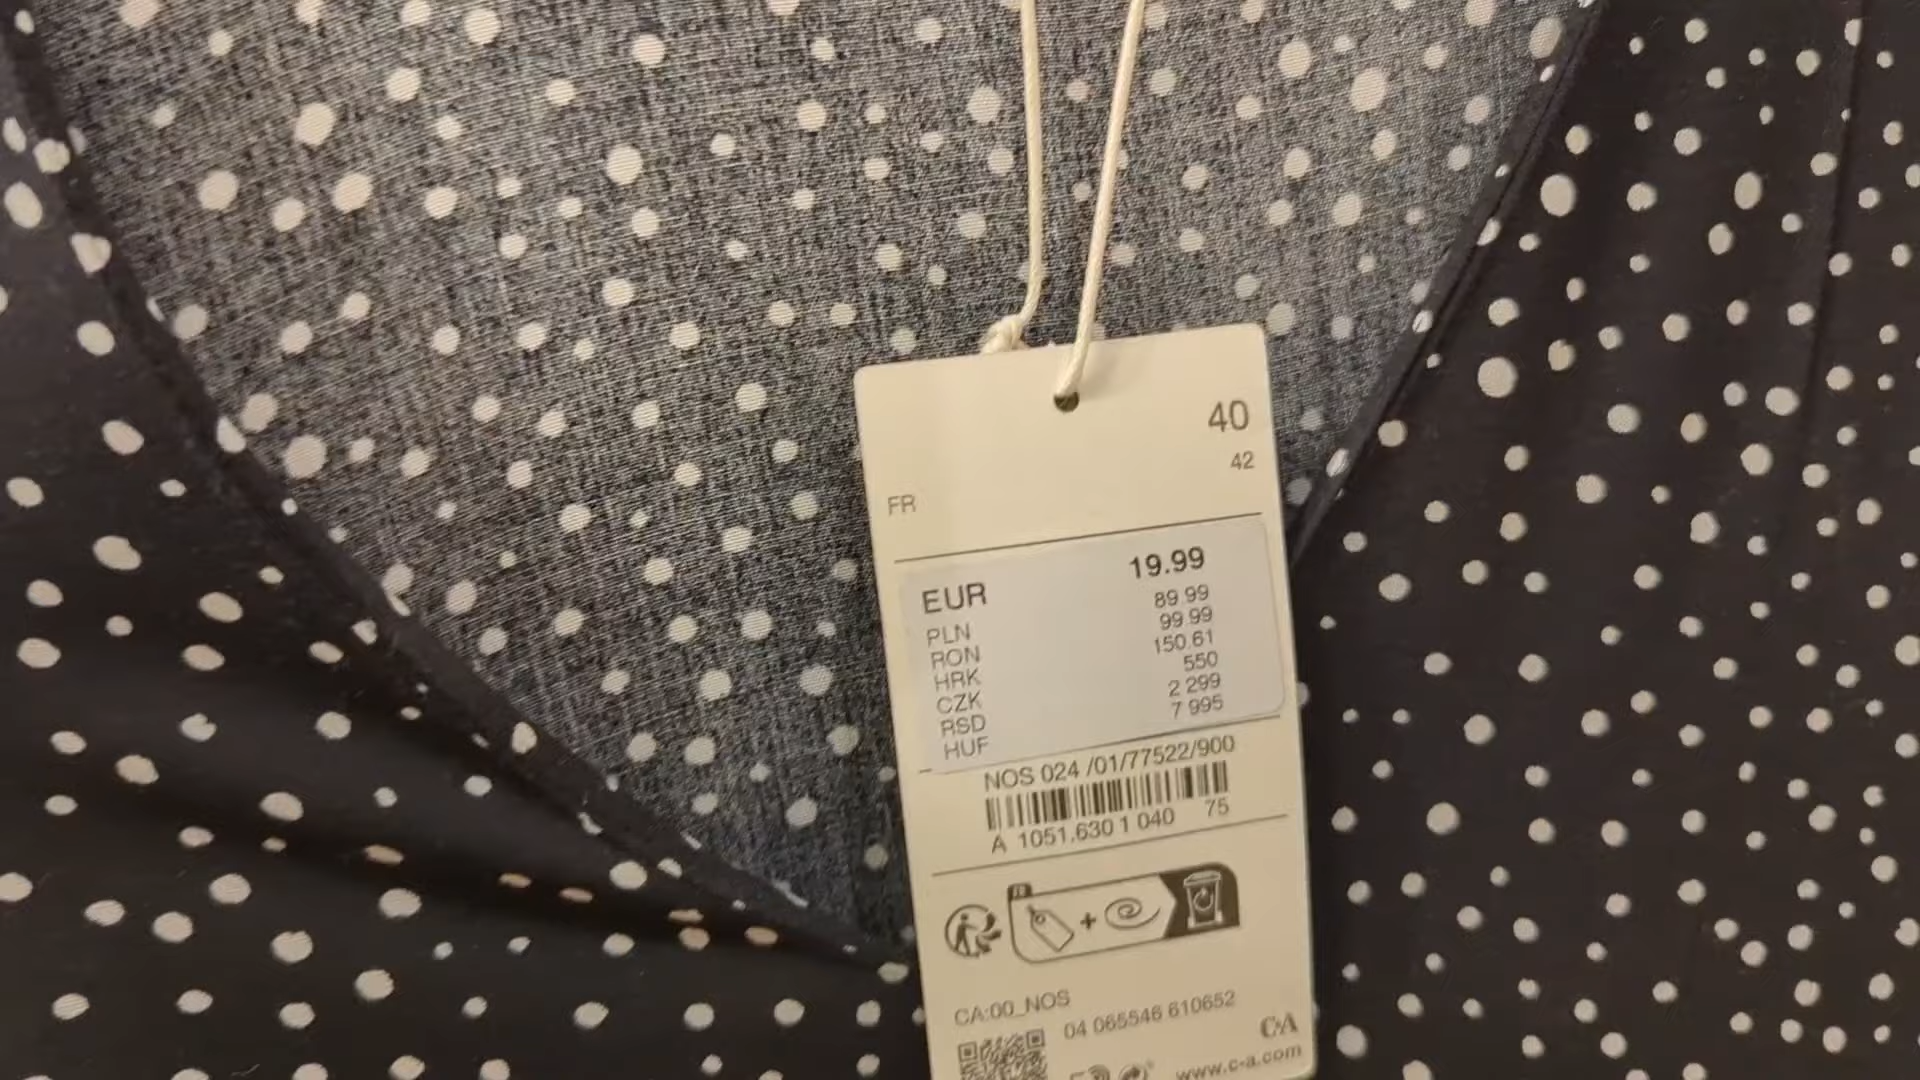 40
42
FR
EUR 19.99
PLN 89.99
RON 99.99
HRK 150.61
CZK 550
RSD 2 299
HUF 7 995
NOS 024 /01/77522/900
A 1051,630 1 040 75
FR
+
CA:00_NOS
04 065546 610652
C&A
www.c-a.com